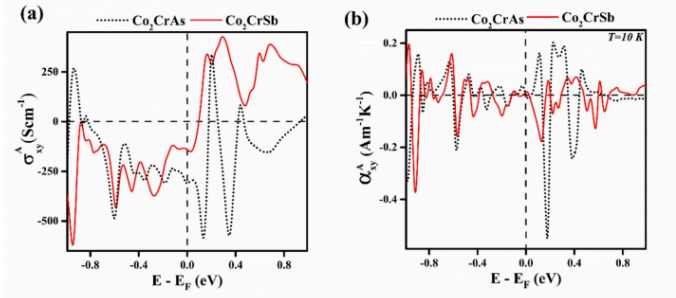 (a)
Co₂CrAs Co₂CrSb
σᴬxy (Scm⁻¹)
250
0
-250
-500
-0.8 -0.4 0.0 0.4 0.8
E - E_F (eV)
(b)
Co₂CrAs Co₂CrSb
T=10 K
αᴬxy (Am⁻¹K⁻¹)
0.2
0.0
-0.2
-0.4
-0.8 -0.4 0.0 0.4 0.8
E - E_F (eV)